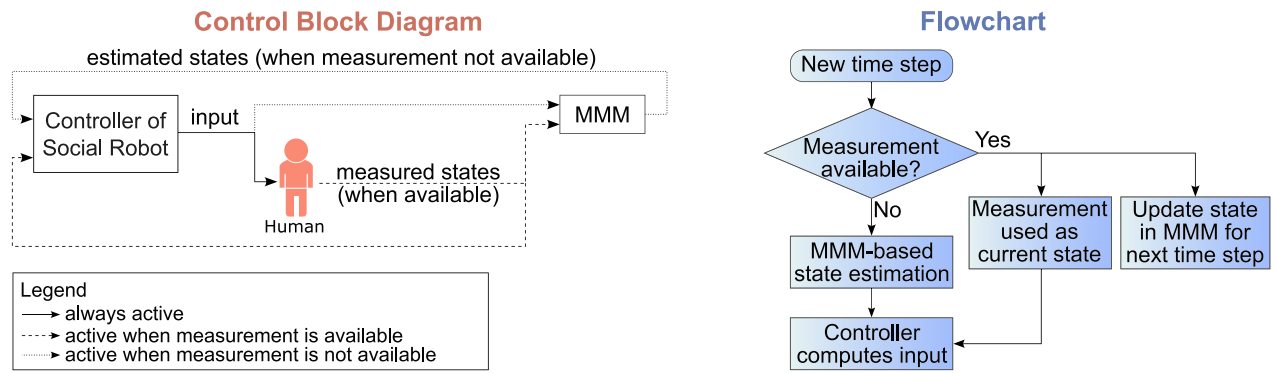 Control Block Diagram
estimated states (when measurement not available)
Controller of
Social Robot
input
MMM
measured states
(when available)
Human
Legend
always active
active when measurement is available
active when measurement is not available
Flowchart
New time step
Measurement
available?
Yes
No
MMM-based
state estimation
Measurement
used as
current state
Update state
in MMM for
next time step
Controller
computes input